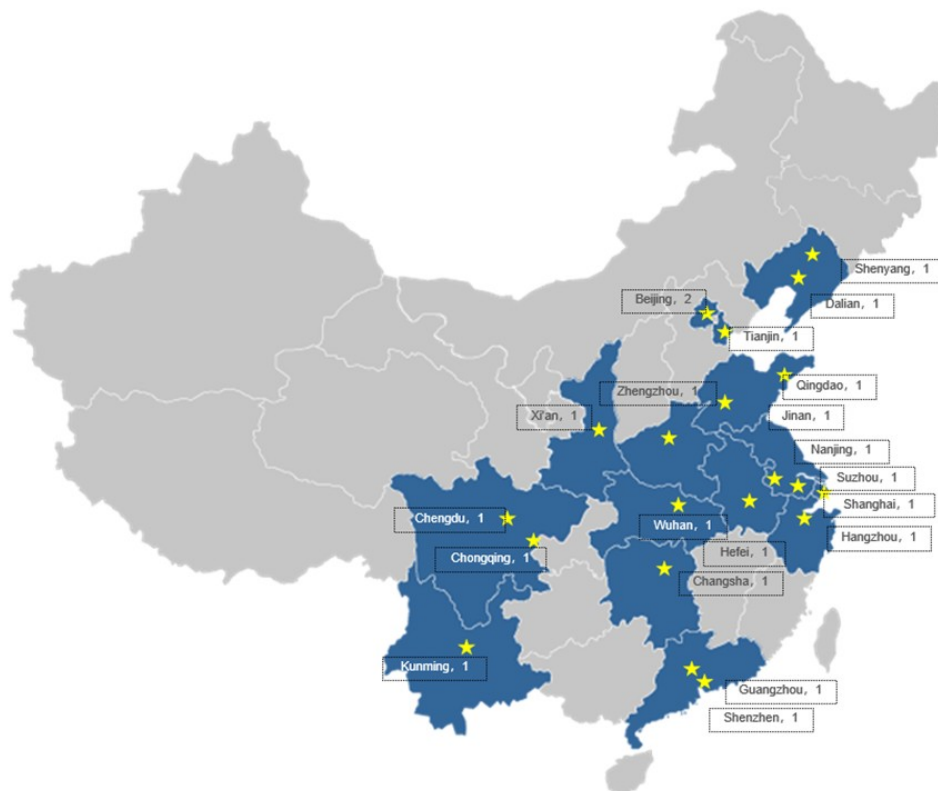 Shenyang, 1
Beijing, 2
Dalian, 1
Tianjin, 1
Qingdao, 1
Zhengzhou, 1
Xi'an, 1
Jinan, 1
Nanjing, 1
Suzhou, 1
Shanghai, 1
Chengdu, 1
Wuhan, 1
Hangzhou, 1
Hefei, 1
Chongqing, 1
Changsha, 1
Kunming, 1
Guangzhou, 1
Shenzhen, 1